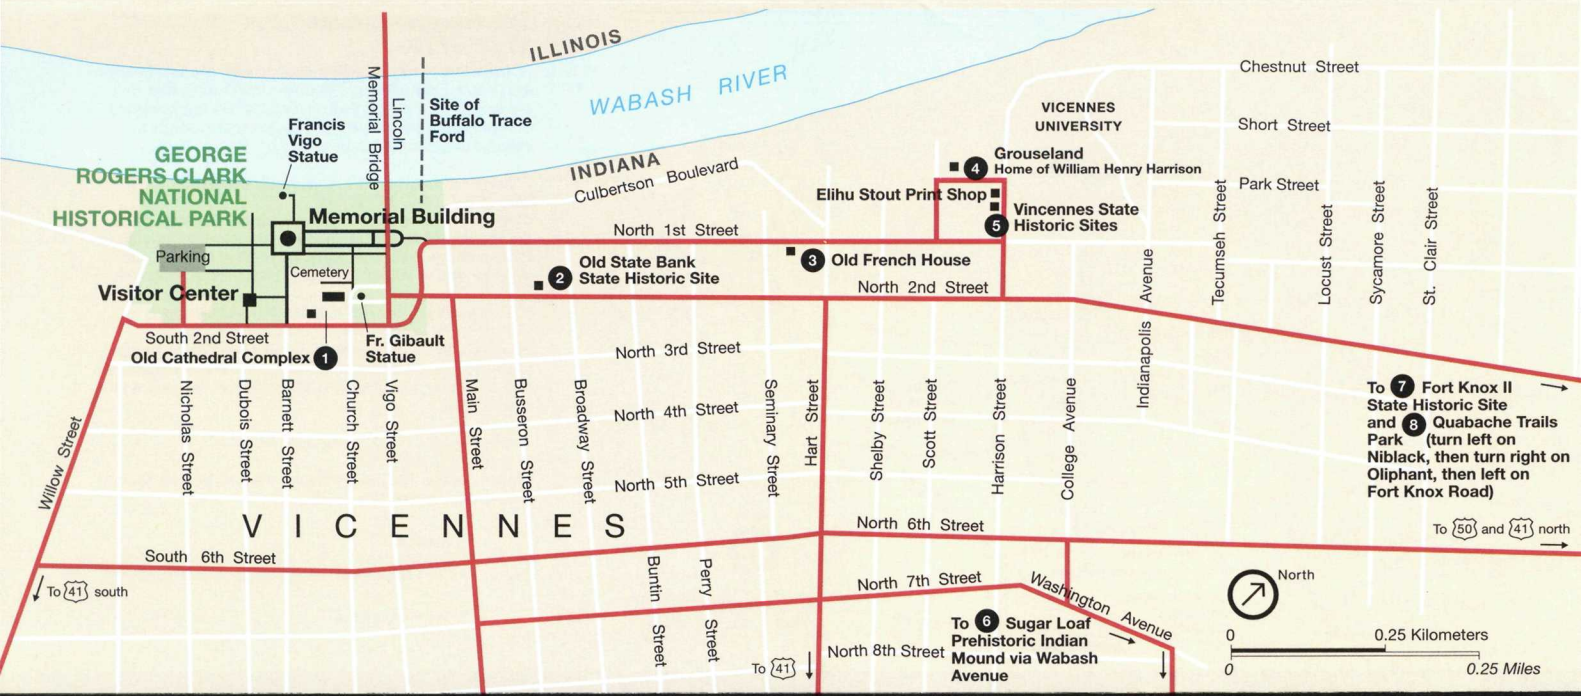 ILLINOIS
WABASH RIVER
INDIANA
Memorial Bridge
Lincoln
Site of
Buffalo Trace
Ford
Francis
Vigo
Statue
GEORGE
ROGERS CLARK
NATIONAL
HISTORICAL PARK
Memorial Building
Parking
Cemetery
Visitor Center
South 2nd Street
Old Cathedral Complex 1
Fr. Gibault
Statue
Culbertson Boulevard
North 1st Street
2 Old State Bank
State Historic Site
3 Old French House
North 2nd Street
VICENNES
UNIVERSITY
4 Grouseland
Home of William Henry Harrison
Elihu Stout Print Shop
5 Vincennes State
Historic Sites
Chestnut Street
Short Street
Park Street
Indianapolis Avenue
Tecumseh Street
Locust Street
Sycamore Street
St. Clair Street
North 3rd Street
North 4th Street
North 5th Street
Willow Street
Nicholas Street
Dubois Street
Barnett Street
Church Street
Vigo Street
Main Street
Busseron Street
Broadway Street
Seminary Street
Hart Street
Shelby Street
Scott Street
Harrison Street
College Avenue
To 7 Fort Knox II
State Historic Site
and 8 Quabache Trails
Park (turn left on
Niblack, then turn right on
Oliphant, then left on
Fort Knox Road)
VICENNES
North 6th Street
To 50 and 41 north
South 6th Street
To 41 south
Buntin Street
Perry Street
North 7th Street
Washington Avenue
To 6 Sugar Loaf
Prehistoric Indian
Mound via Wabash
Avenue
North 8th Street
To 41
North
0 0.25 Kilometers
0 0.25 Miles